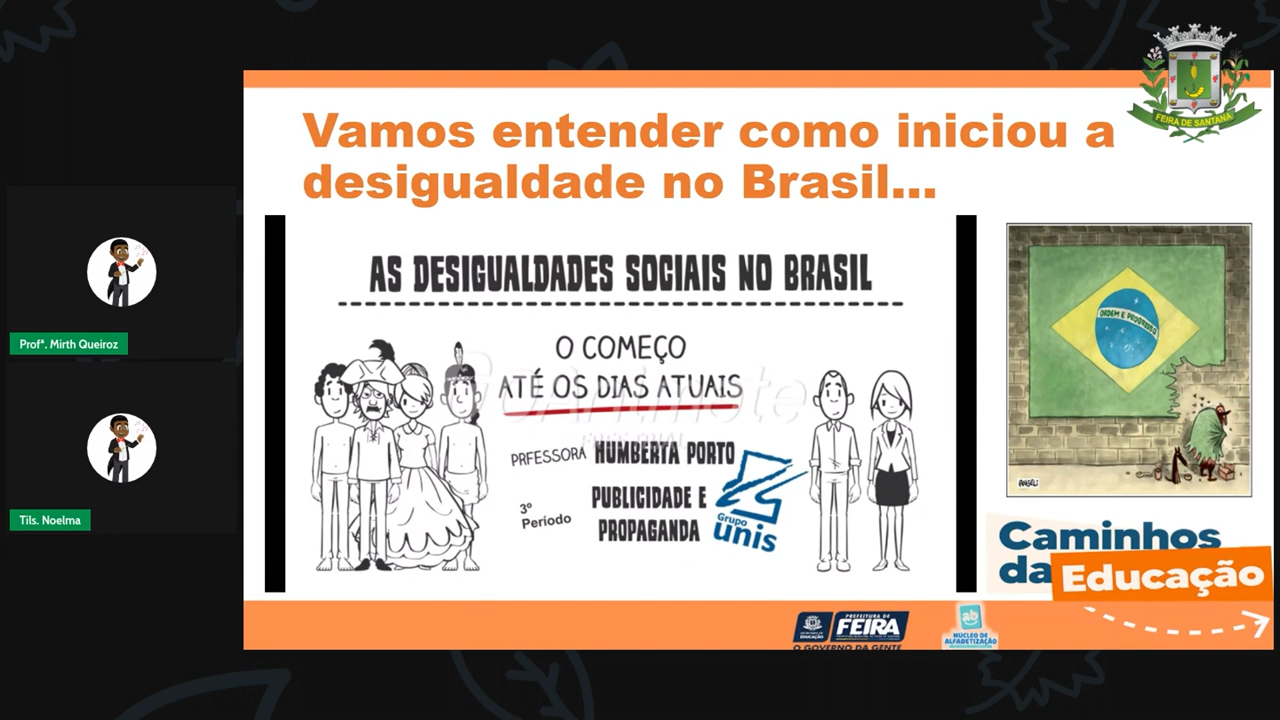 FEIRA DE SANTANA
Vamos entender como iniciou a
desigualdade no Brasil...
AS DESIGUALDADES SOCIAIS NO BRASIL
O COMEÇO
ATÉ OS DIAS ATUAIS
PRFESSORA HUMBERTA PORTO
3º
Período
PUBLICIDADE E
PROPAGANDA
Grupo
unis
ORDEM E PROGRESSO
ANGELI
Profª. Mirth Queiroz
Tils. Noelma
Caminhos
da Educação
PREFEITURA DE
FEIRA
O GOVERNO DA GENTE
ab
NÚCLEO DE
ALFABETIZAÇÃO